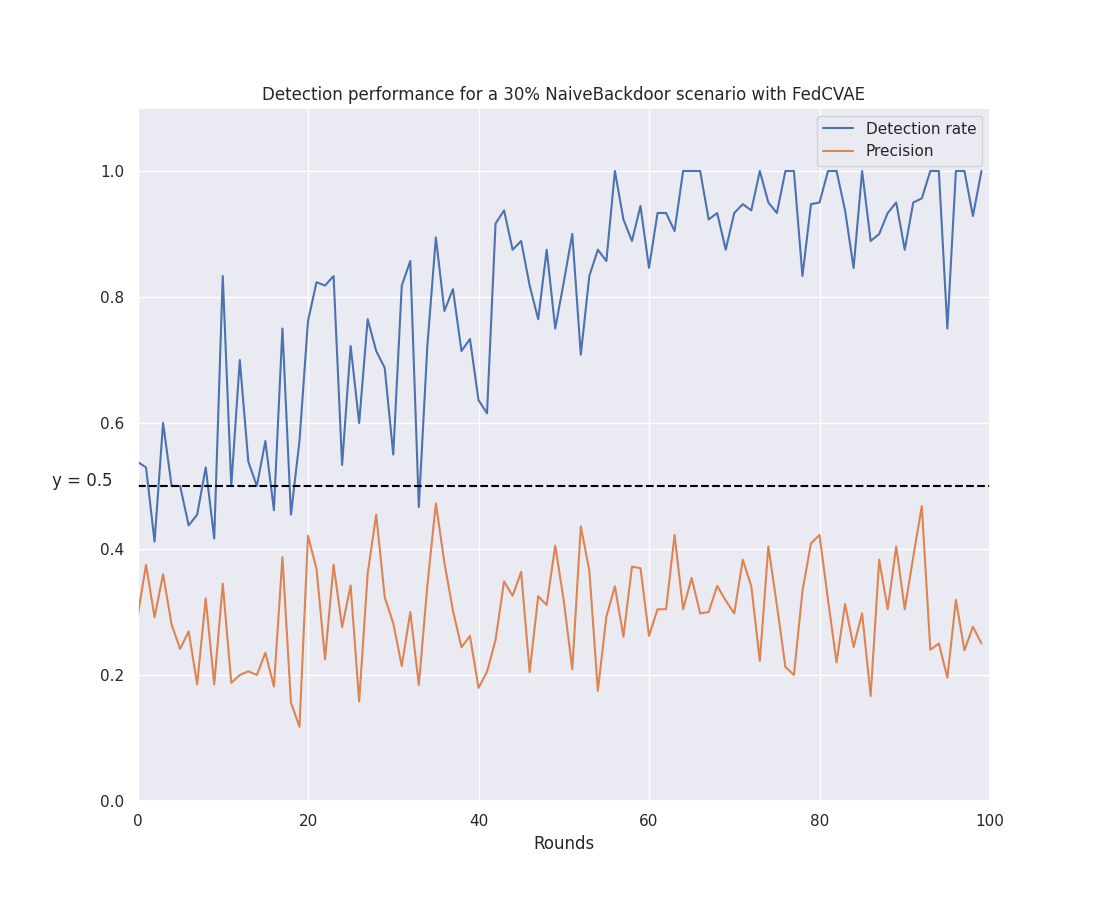 Detection performance for a 30% NaiveBackdoor scenario with FedCVAE
Detection rate
Precision
1.0
0.8
0.6
y = 0.5
0.4
0.2
0.0
0 20 40 60 80 100
Rounds